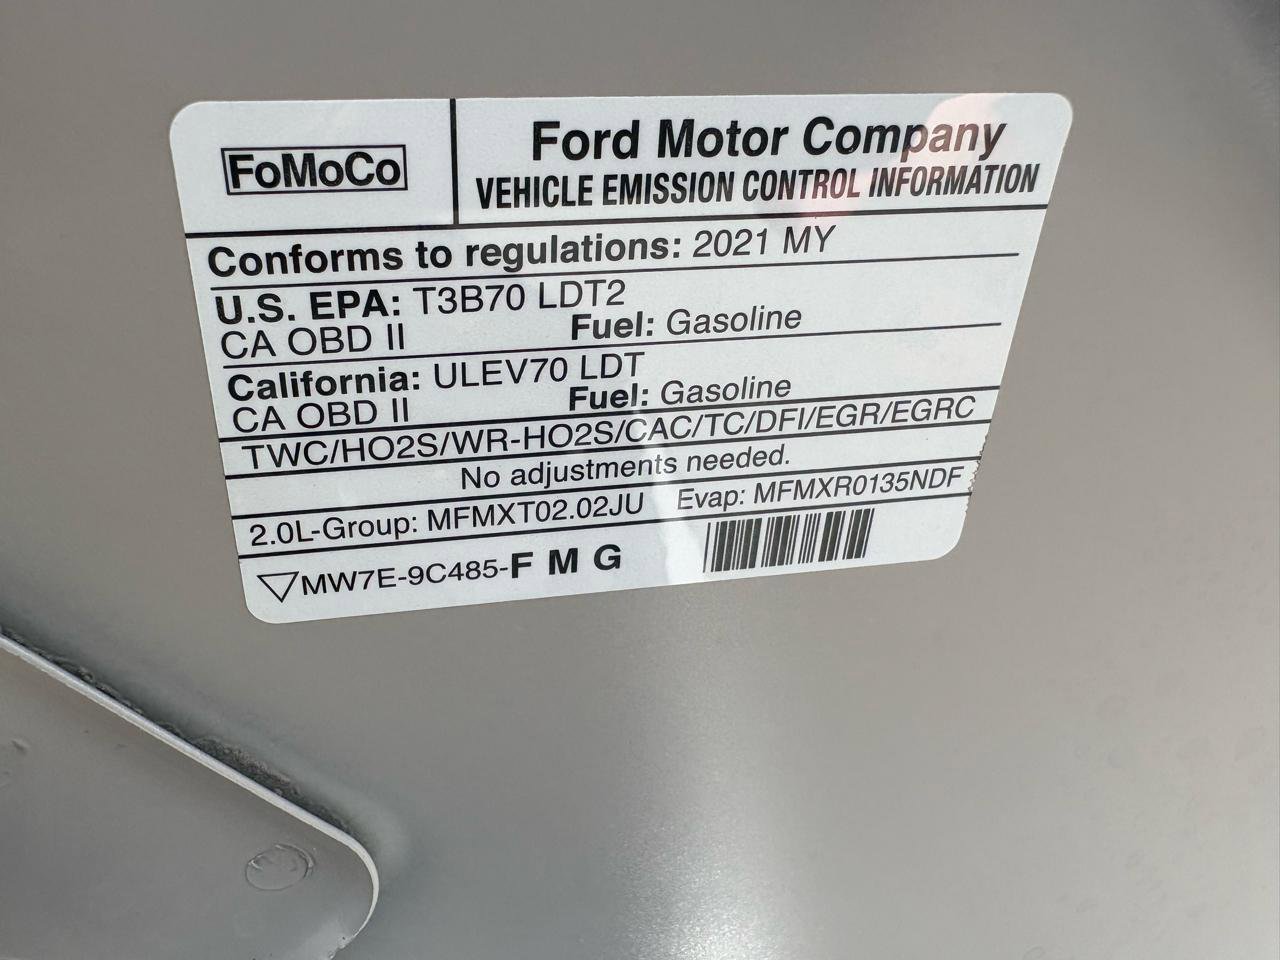 FoMoCo
Ford Motor Company
VEHICLE EMISSION CONTROL INFORMATION
Conforms to regulations: 2021 MY
U.S. EPA: T3B70 LDT2
CA OBD II Fuel: Gasoline
California: ULEV70 LDT
CA OBD II Fuel: Gasoline
TWC/HO2S/WR-HO2S/CAC/TC/DFI/EGR/EGRC
No adjustments needed.
2.0L-Group: MFMXT02.02JU Evap: MFMXR0135NDF
MW7E-9C485-F M G